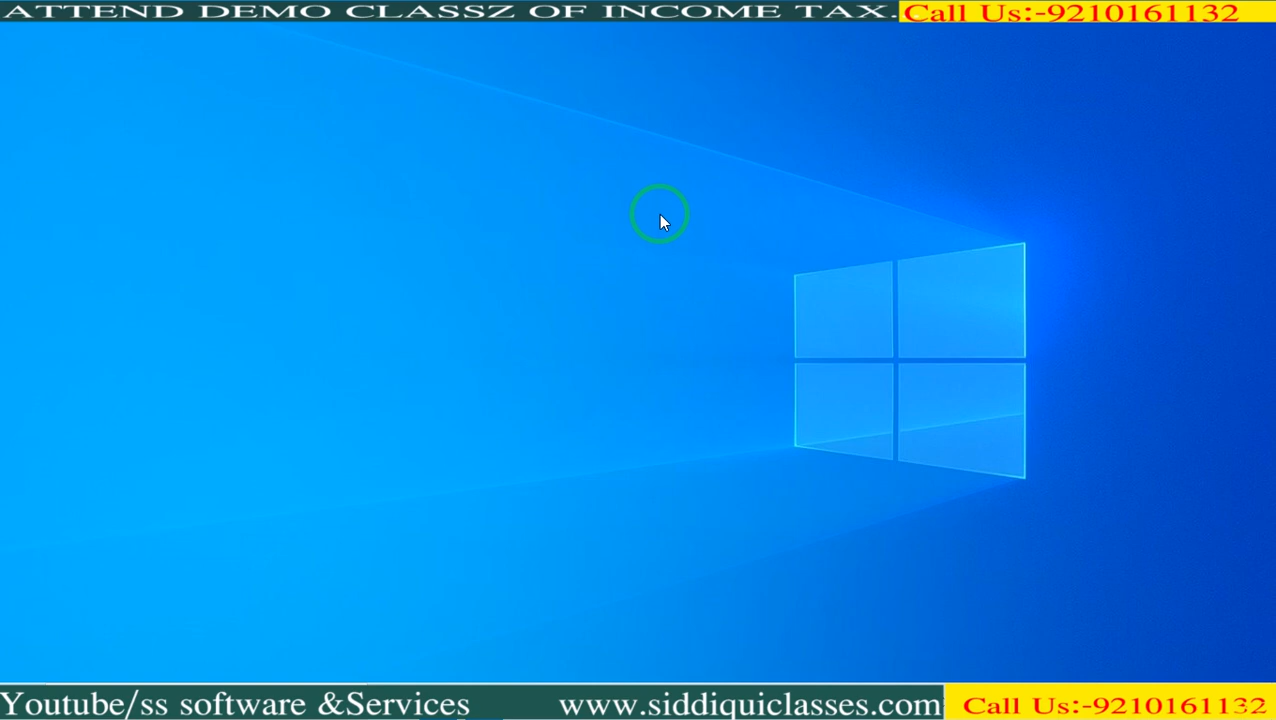 ATTEND DEMO CLASSZ OF INCOME TAX. Call Us:-9210161132
Youtube/ss software &Services www.siddiquiclasses.com Call Us:-9210161132